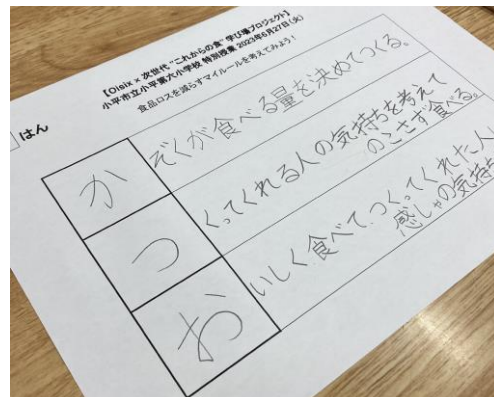 【Oisix × 次世代 “これからの食” 学び場プロジェクト】
小平市立小平第六小学校 特別授業 2023年6月27日(火)
食品ロスを減らすマイルールを考えてみよう!
はん
か
ぞくが食べる量を決めてつくる。
つ
くってくれる人の気持ちを考えて
のこさず食べる。
お
いしく食べて、つくってくれた人
感しゃの気持